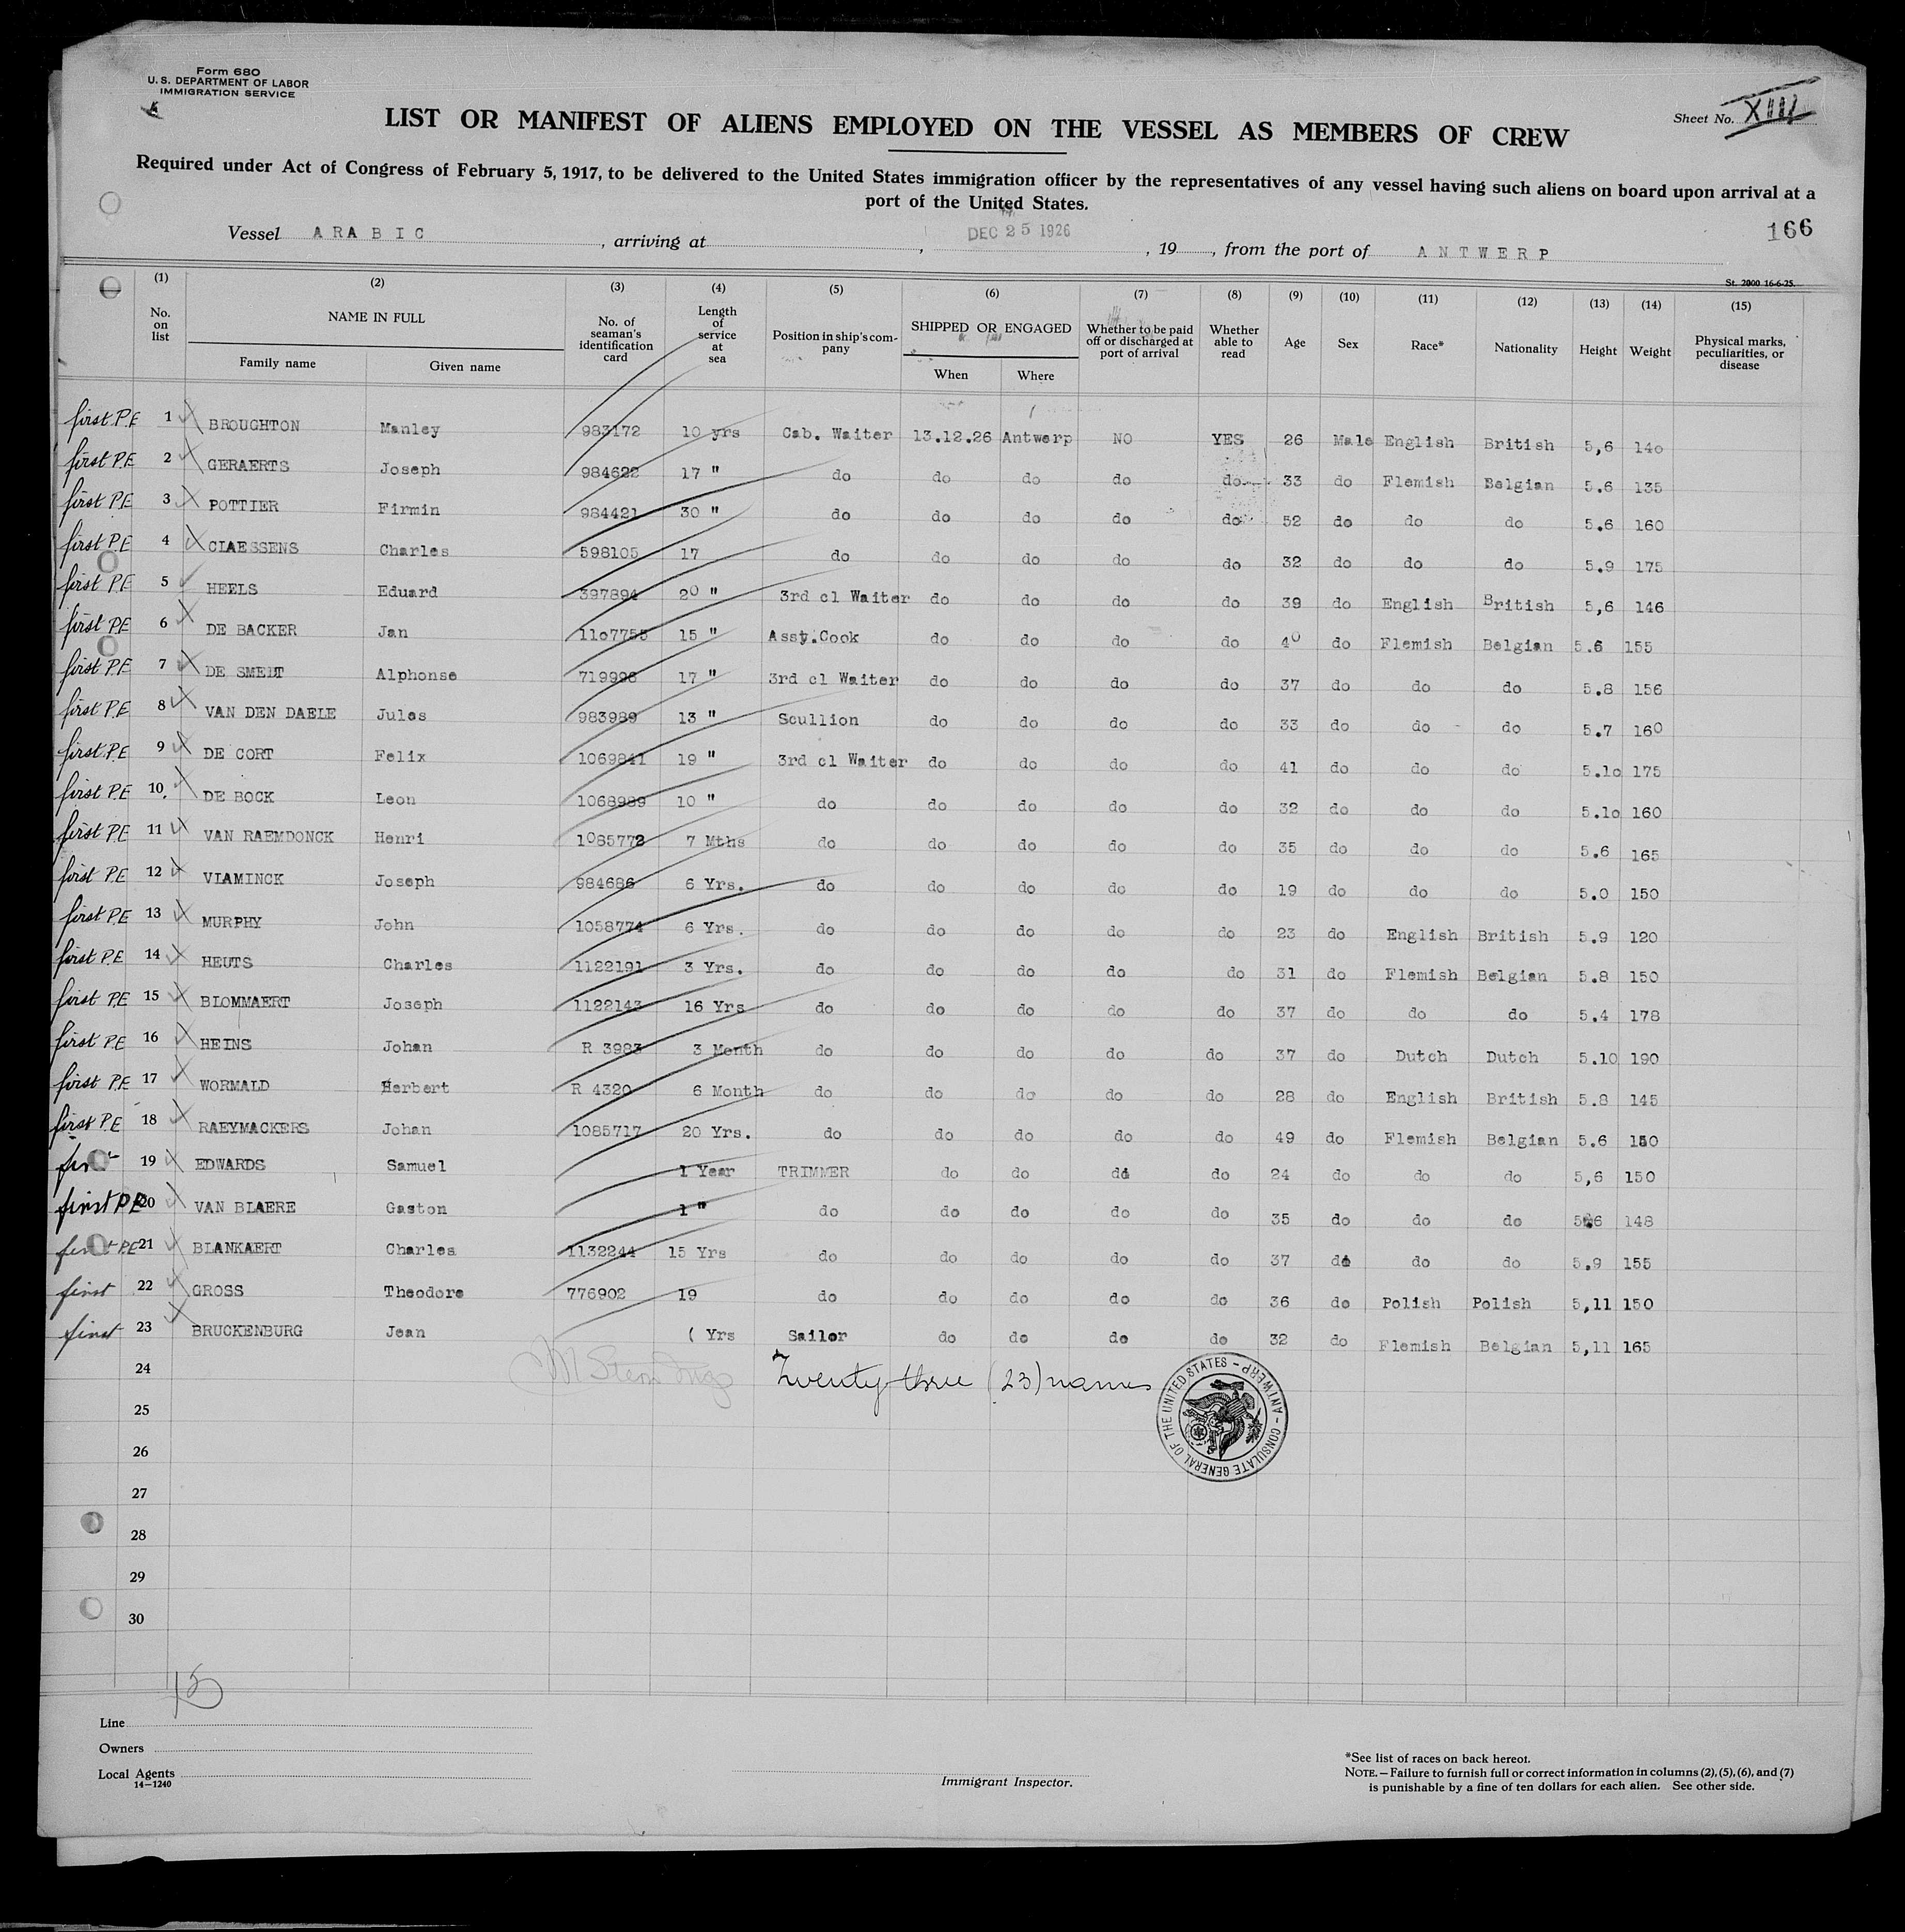 Form 680
U. S. DEPARTMENT OF LABOR
IMMIGRATION SERVICE
LIST OR MANIFEST OF ALIENS EMPLOYED ON THE VESSEL AS MEMBERS OF CREW
Sheet No. XIII
Required under Act of Congress of February 5, 1917, to be delivered to the United States immigration officer by the representatives of any vessel having such aliens on board upon arrival at a
port of the United States.
166
Vessel ARABIC, arriving at , DEC 25 1926, 19 , from the port of ANTWERP
St. 2000 16-6-25.
(1) (2) (3) (4) (5) (6) (7) (8) (9) (10) (11) (12) (13) (14) (15)
No. on list NAME IN FULL Family name Given name No. of seaman's identification card Length of service at sea Position in ship's company SHIPPED OR ENGAGED When Where Whether to be paid off or discharged at port of arrival Whether able to read Age Sex Race* Nationality Height Weight Physical marks, peculiarities, or disease
first P.E 1 BROUGHTON Manley 983172 10 yrs Cab. Waiter 13.12.26 Antwerp NO YES 26 Male English British 5,6 140
first P.E 2 GERAERTS Joseph 984622 17 " do do do do do 33 do Flemish Belgian 5.6 135
first P.E 3 POTTIER Firmin 984421 30 " do do do do do 52 do do do 5.6 160
first P.E 4 CLAESSENS Charles 598105 17 do do do do do 32 do do do 5.9 175
first P.E 5 HEELS Eduard 397894 20 " 3rd cl Waiter do do do do 39 do English British 5,6 146
first P.E 6 DE BACKER Jan 1107755 15 " Asst.Cook do do do do 40 do Flemish Belgian 5.6 155
first P.E 7 DE SMEDT Alphonse 719996 17 " 3rd cl Waiter do do do do 37 do do do 5.8 156
first P.E 8 VAN DEN DAELE Jules 983989 13 " Scullion do do do do 33 do do do 5.7 160
first P.E 9 DE CORT Felix 1069841 19 " 3rd cl Waiter do do do do 41 do do do 5.10 175
first P.E 10. DE BOCK Leon 1068989 10 " do do do do do 32 do do do 5.10 160
first P.E 11 VAN RAEMDONCK Henri 1085772 7 Mths do do do do do 35 do do do 5.6 165
first P.E 12 VLAMINCK Joseph 984686 6 Yrs. do do do do do 19 do do do 5.0 150
first P.E 13 MURPHY John 1058774 6 Yrs. do do do do do 23 do English British 5.9 120
first P.E 14 HEUTS Charles 1122191 3 Yrs. do do do do do 31 do Flemish Belgian 5.8 150
first P.E 15 BLOMMAERT Joseph 1122143 16 Yrs do do do do do 37 do do do 5.4 178
first P.E 16 HEINS Johan R 3983 3 Month do do do do do 37 do Dutch Dutch 5.10 190
first P.E 17 WORMALD Herbert R 4320 6 Month do do do do do 28 do English British 5.8 145
first P.E 18 RAEYMACKERS Johan 1085717 20 Yrs. do do do do do 49 do Flemish Belgian 5.6 150
first 19 EDWARDS Samuel 1 Year TRIMMER do do do do 24 do do do 5,6 150
first P.E 20 VAN BLAERE Gaston 1 " do do do do do 35 do do do 5.6 148
first P.E 21 BLANKAERT Charles 1132244 15 Yrs do do do do do 37 do do do 5.9 155
first 22 GROSS Theodore 776902 19 do do do do do 36 do Polish Polish 5,11 150
first 23 BRUCKENBURG Jean ( Yrs Sailor do do do do 32 do Flemish Belgian 5,11 165
24 Twenty three (23) names
CONSULATE GENERAL OF THE UNITED STATES - ANTWERP -
25
26
27
28
29
30
Line
Owners
Local Agents
14-1240
Immigrant Inspector.
*See list of races on back hereof.
NOTE.—Failure to furnish full or correct information in columns (2), (5), (6), and (7)
is punishable by a fine of ten dollars for each alien. See other side.